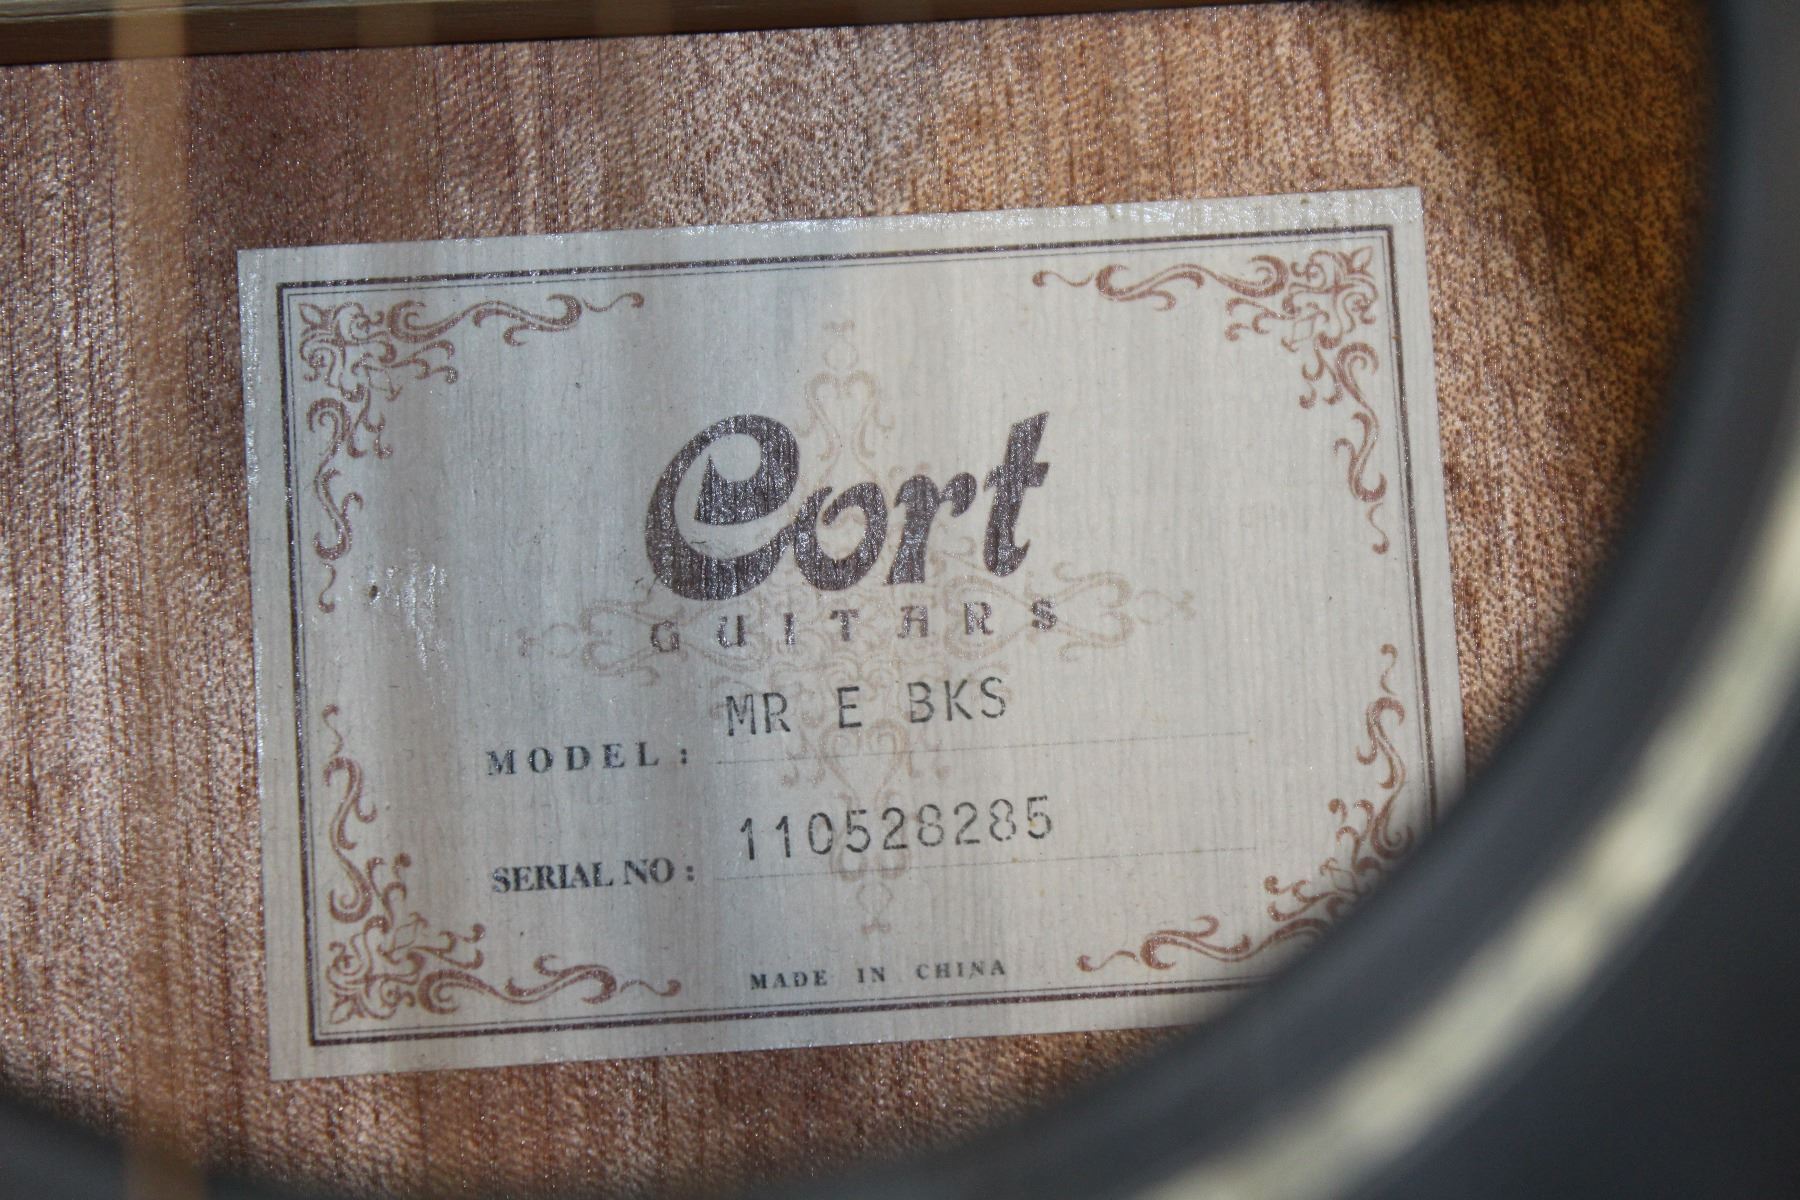 Cort
GUITARS
MODEL: MR E BKS
SERIAL NO: 110528285
MADE IN CHINA